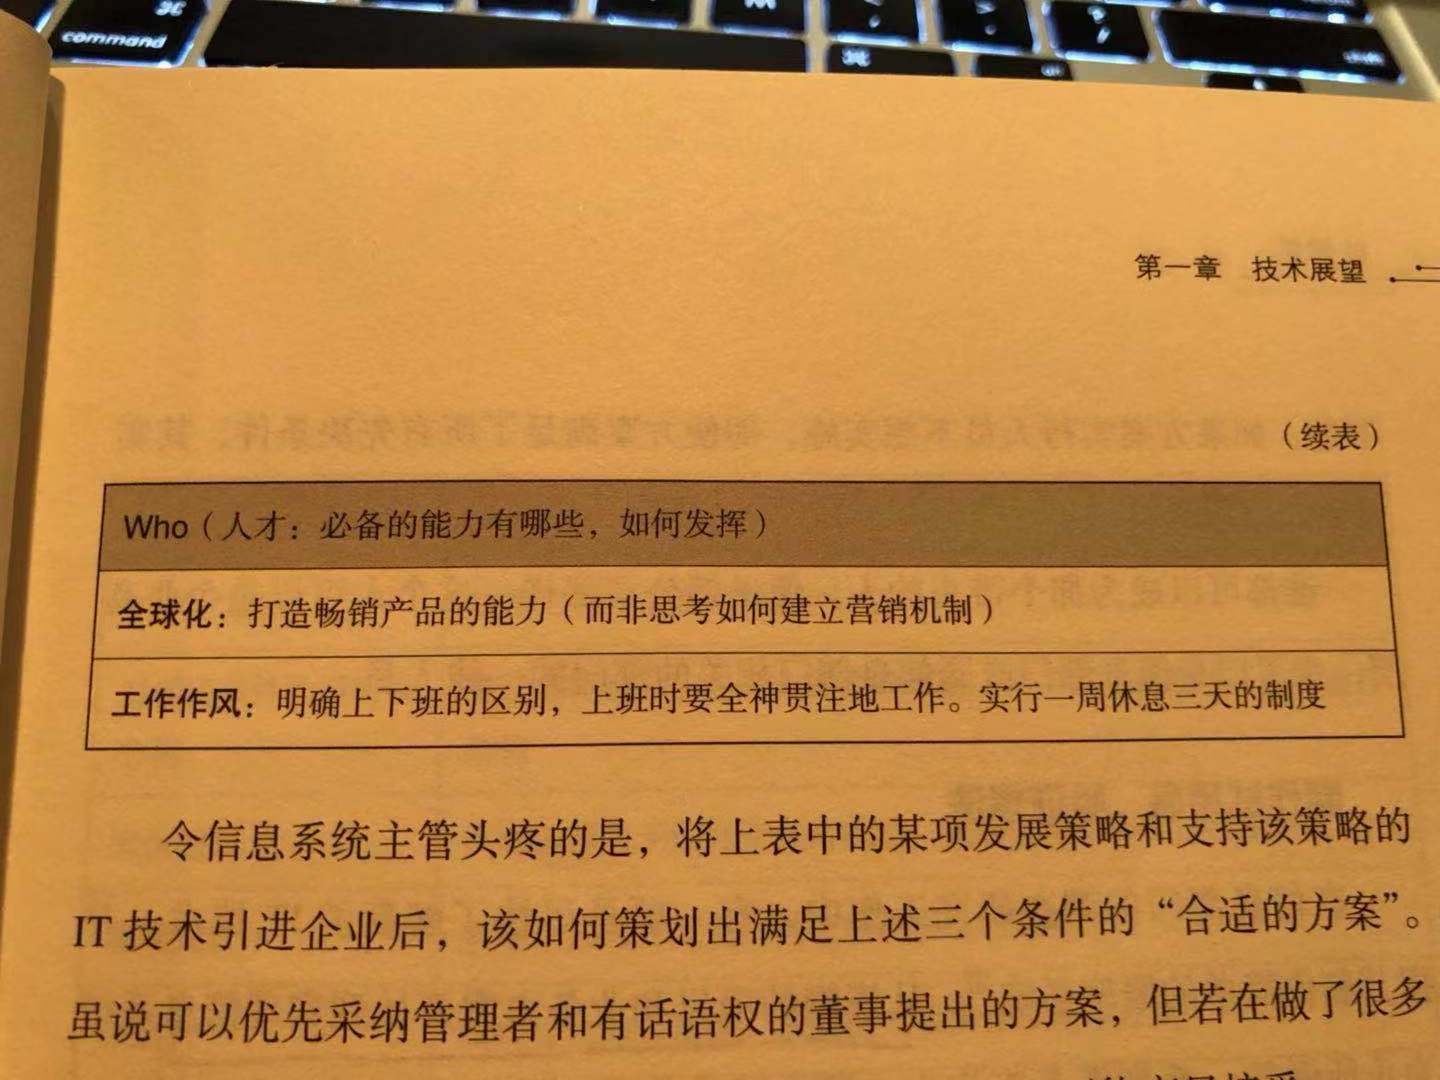 command
第一章 技术展望
（续表）
Who（人才：必备的能力有哪些，如何发挥）
全球化：打造畅销产品的能力（而非思考如何建立营销机制）
工作作风：明确上下班的区别，上班时要全神贯注地工作。实行一周休息三天的制度
令信息系统主管头疼的是，将上表中的某项发展策略和支持该策略的
IT 技术引进企业后，该如何策划出满足上述三个条件的“合适的方案”。
虽说可以优先采纳管理者和有话语权的董事提出的方案，但若在做了很多